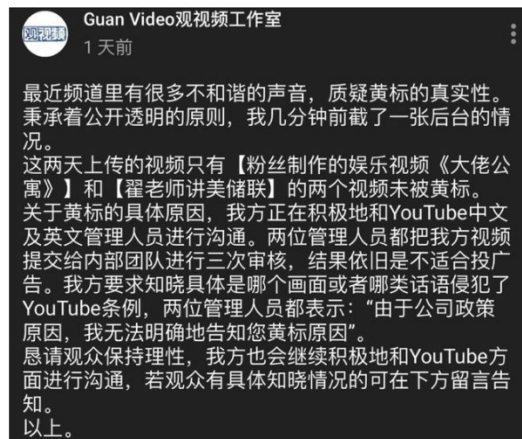 观视频
Guan Video观视频工作室
1 天前
最近频道里有很多不和谐的声音，质疑黄标的真实性。
秉承着公开透明的原则，我几分钟前截了一张后台的情
况。
这两天上传的视频只有【粉丝制作的娱乐视频《大佬公
寓》】和【翟老师讲美储联】的两个视频未被黄标。
关于黄标的具体原因，我方正在积极地和YouTube中文
及英文管理人员进行沟通。两位管理人员都把我方视频
提交给内部团队进行三次审核，结果依旧是不适合投广
告。我方要求知晓具体是哪个画面或者哪类话语侵犯了
YouTube条例，两位管理人员都表示：“由于公司政策
原因，我无法明确地告知您黄标原因”。
恳请观众保持理性，我方也会继续积极地和YouTube方
面进行沟通，若观众有具体知晓情况的可在下方留言告
知。
以上。